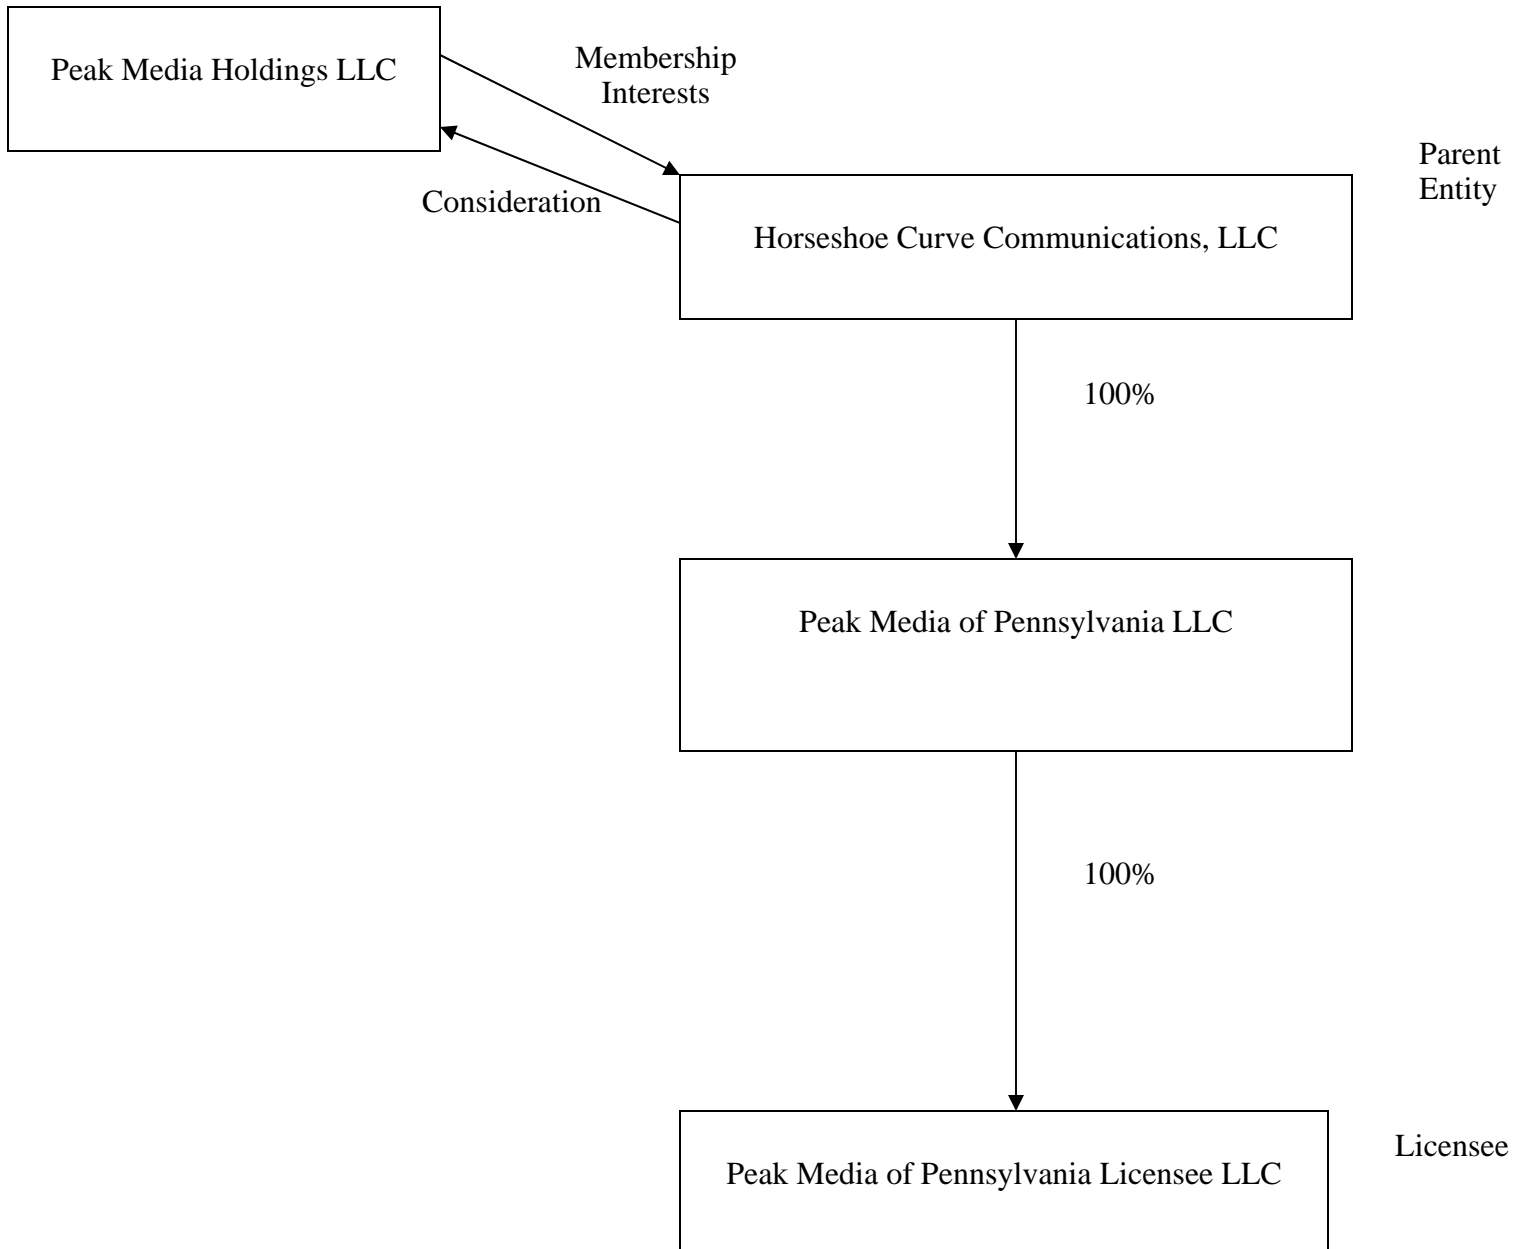 Peak Media Holdings LLC
Membership
Interests
Parent
Entity
Consideration
Horseshoe Curve Communications, LLC
100%
Peak Media of Pennsylvania LLC
100%
Licensee
Peak Media of Pennsylvania Licensee LLC